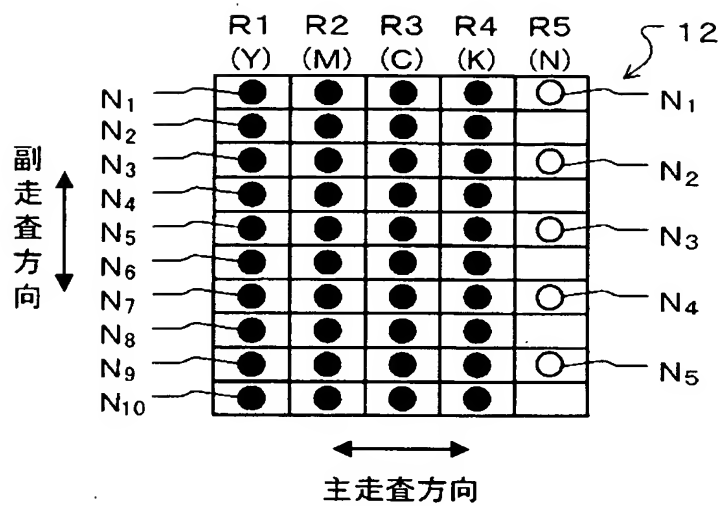 R1 R2 R3 R4 R5 12
(Y) (M) (C) (K) (N)
N₁ N₁
N₂
N₃ N₂
N₄
N₅ N₃
N₆
N₇ N₄
N₈
N₉ N₅
N₁₀
副走査方向
主走査方向